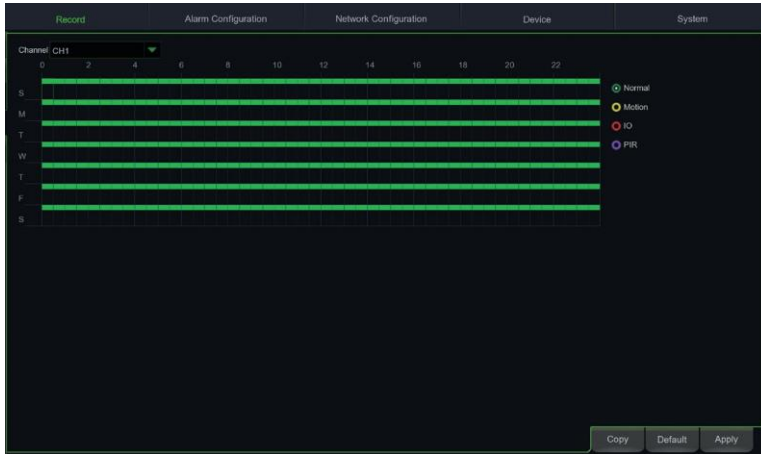 Record Alarm Configuration Network Configuration Device System
Channel CH1
0 2 4 6 8 10 12 14 16 18 20 22
S
Normal
M
Motion
T
IO
W
PIR
T
F
S
Copy Default Apply